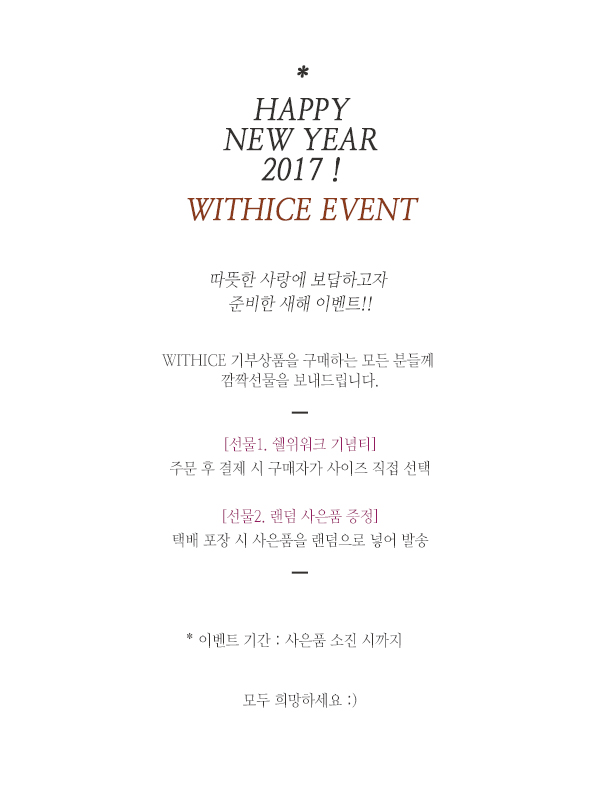 *
HAPPY
NEW YEAR
2017 !
WITHICE EVENT
따뜻한 사랑에 보답하고자
준비한 새해 이벤트!!
WITHICE 기부상품을 구매하는 모든 분들께
깜짝선물을 보내드립니다.
[선물1. 쉘위워크 기념티]
주문 후 결제 시 구매자가 사이즈 직접 선택
[선물2. 랜덤 사은품 증정]
택배 포장 시 사은품을 랜덤으로 넣어 발송
* 이벤트 기간 : 사은품 소진 시까지
모두 희망하세요 :)